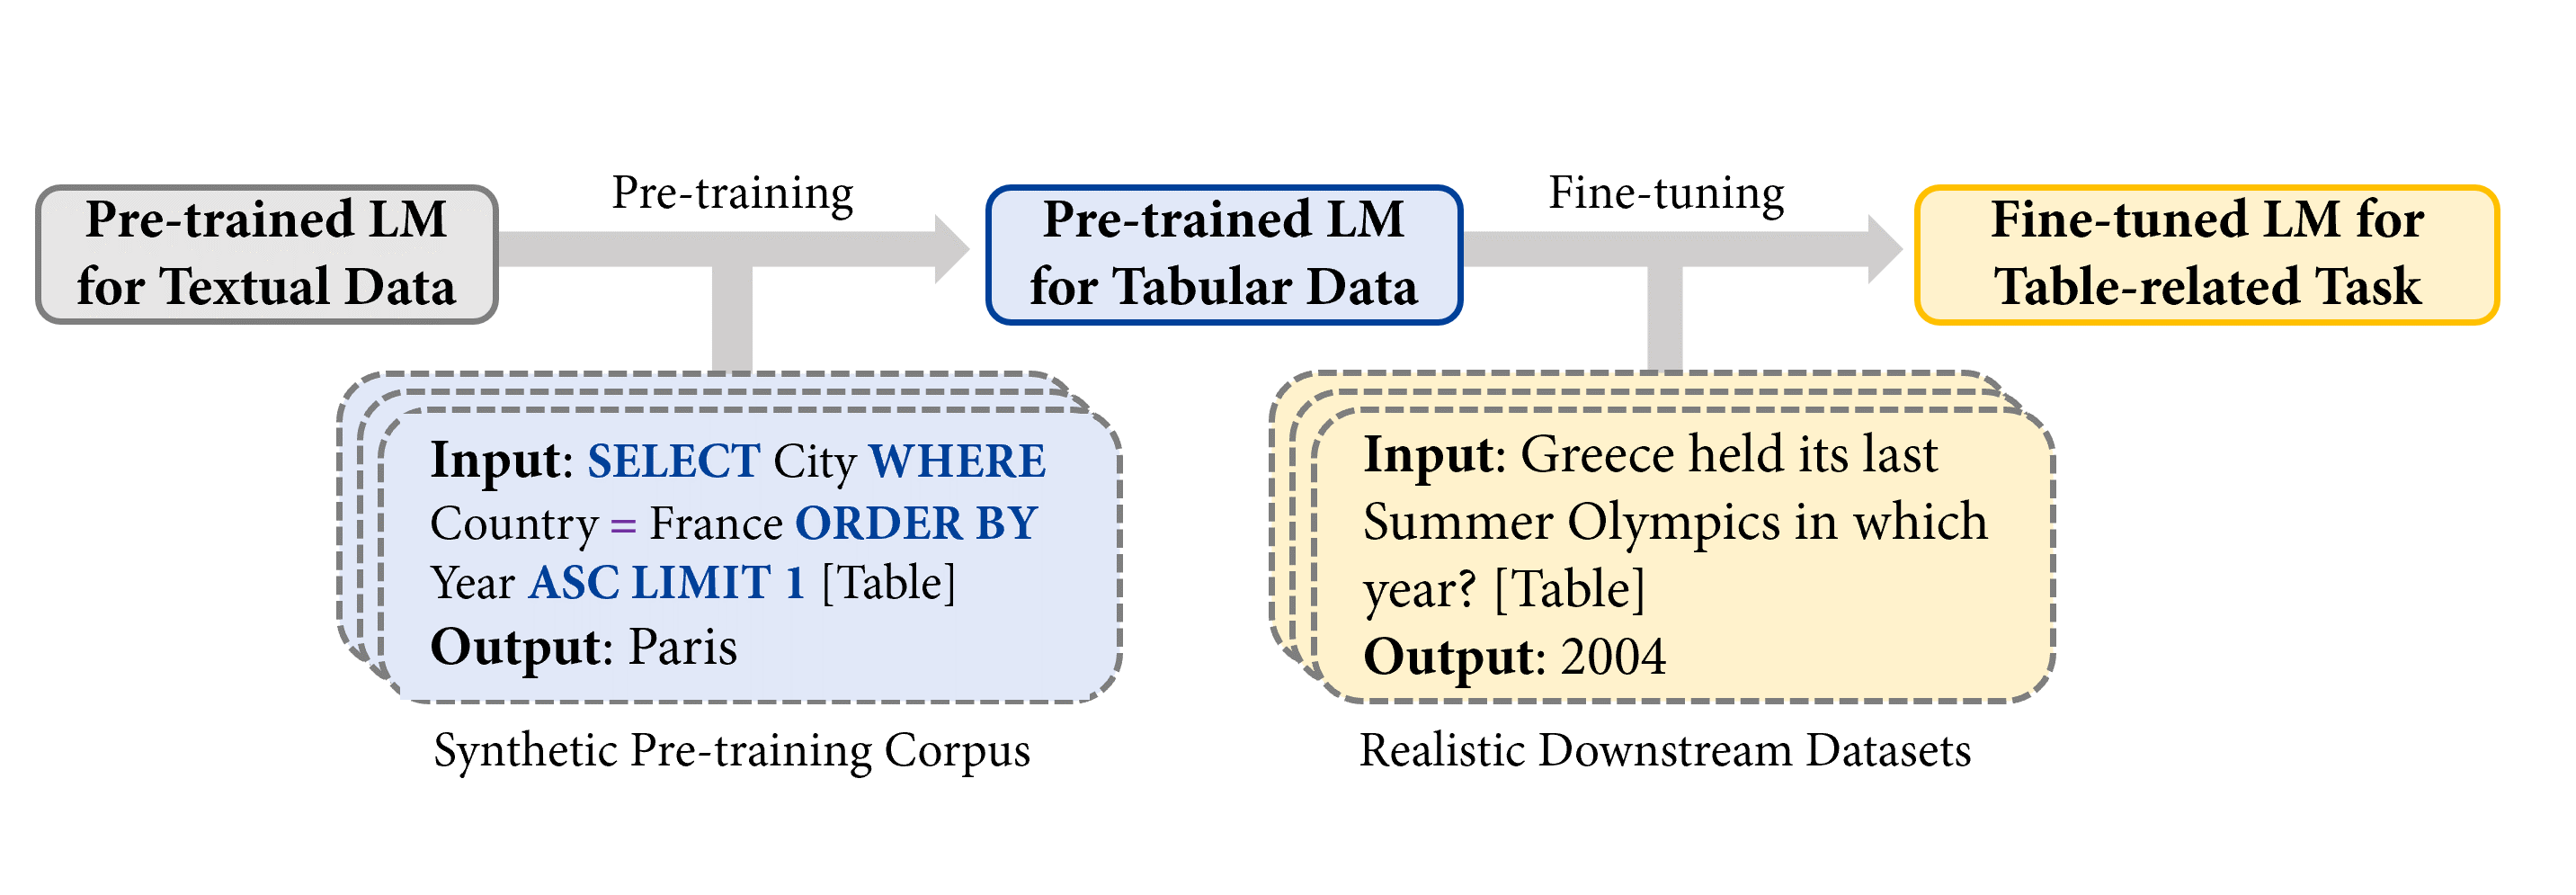 Pre-trained LM
for Textual Data
Pre-training
Pre-trained LM
for Tabular Data
Fine-tuning
Fine-tuned LM for
Table-related Task
Input: SELECT City WHERE
Country = France ORDER BY
Year ASC LIMIT 1 [Table]
Output: Paris
Synthetic Pre-training Corpus
Input: Greece held its last
Summer Olympics in which
year? [Table]
Output: 2004
Realistic Downstream Datasets